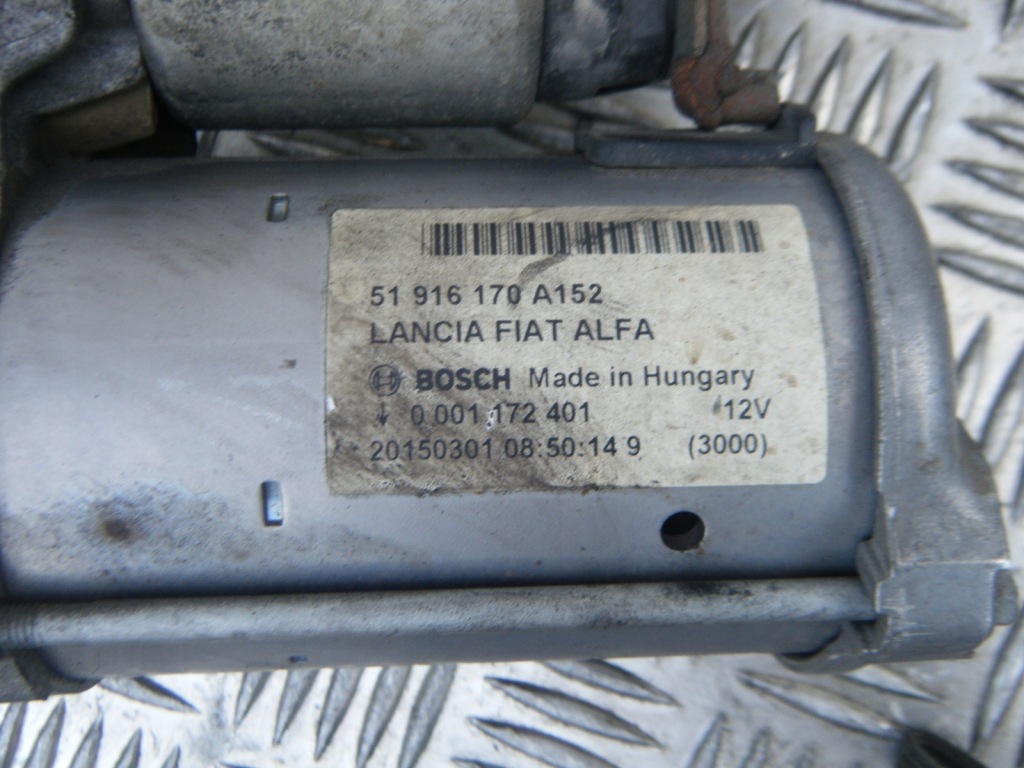 51 916 170 A152
LANCIA FIAT ALFA
BOSCH Made in Hungary
0 001 172 401 12V
20150301 08:50:14 9 (3000)